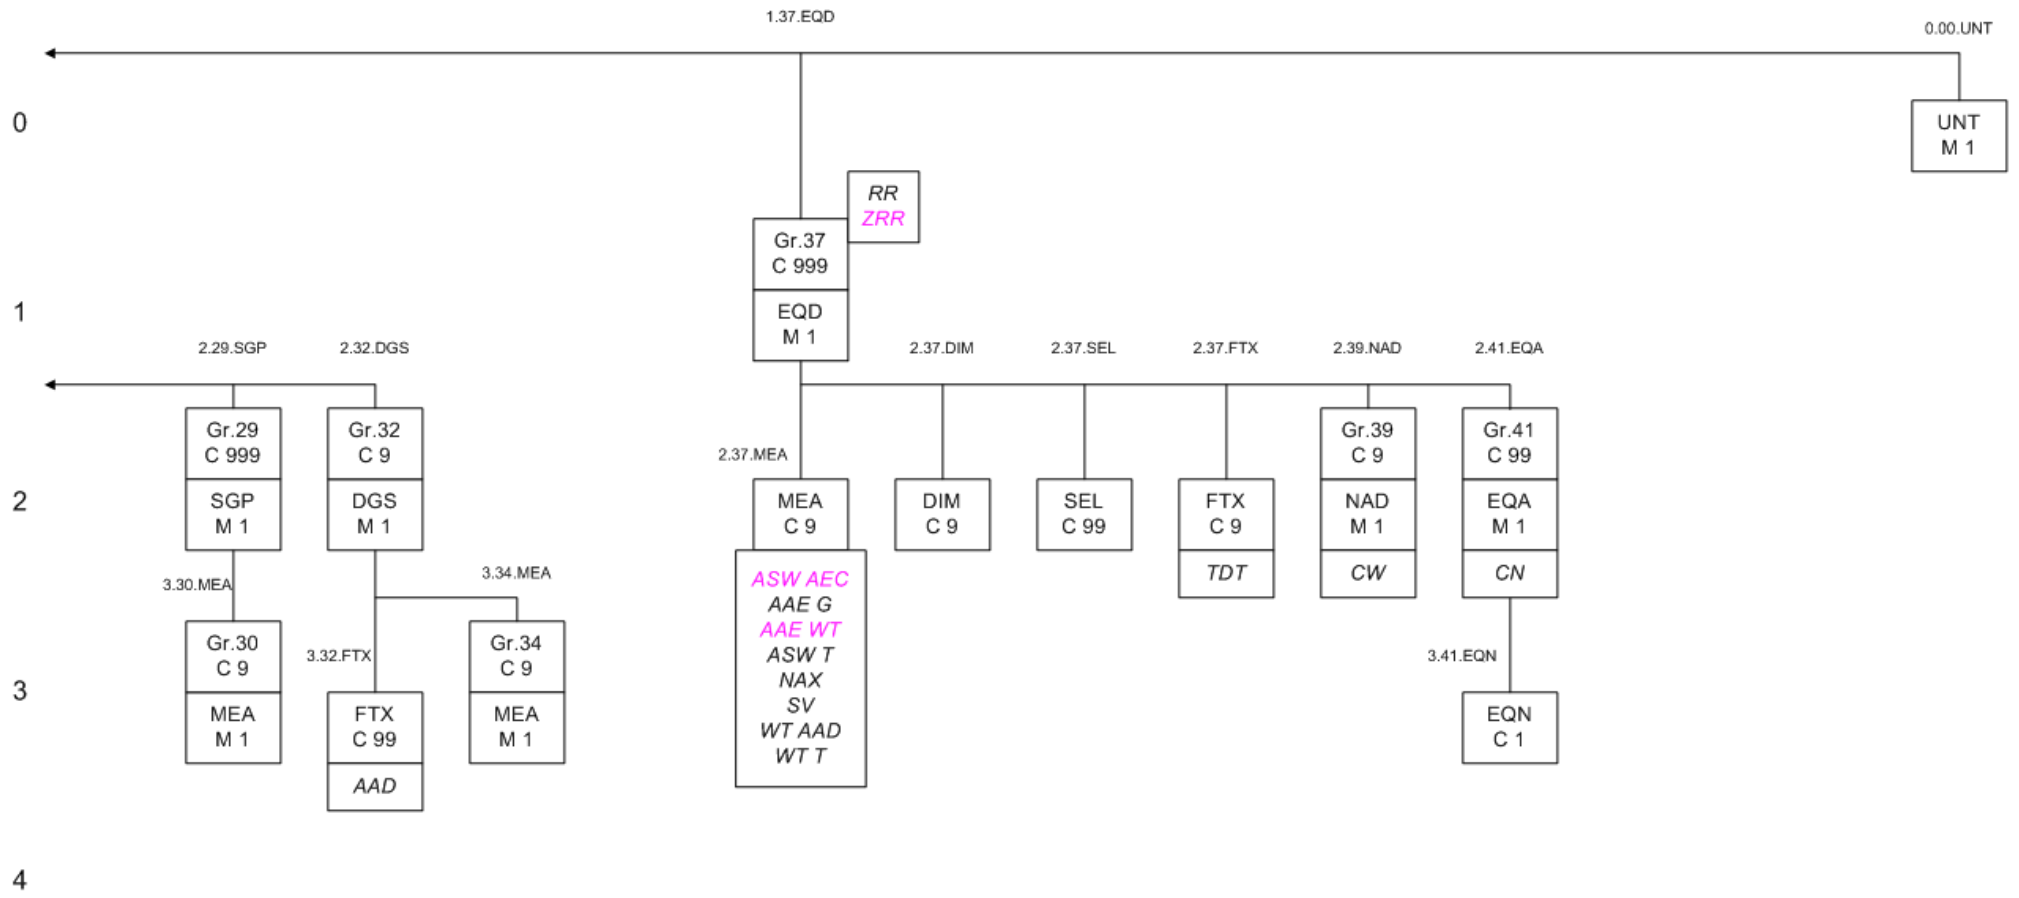 1.37.EQD
0.00.UNT
0
UNT
M 1
RR
ZRR
Gr.37
C 999
1
EQD
M 1
2.29.SGP
2.32.DGS
2.37.DIM
2.37.SEL
2.37.FTX
2.39.NAD
2.41.EQA
Gr.29
C 999
Gr.32
C 9
2.37.MEA
Gr.39
C 9
Gr.41
C 99
2
SGP
M 1
DGS
M 1
MEA
C 9
DIM
C 9
SEL
C 99
FTX
C 9
NAD
M 1
EQA
M 1
3.30.MEA
3.34.MEA
ASW AEC
AAE G
AAE WT
ASW T
NAX
SV
WT AAD
WT T
TDT
CW
CN
3
Gr.30
C 9
3.32.FTX
Gr.34
C 9
3.41.EQN
MEA
M 1
FTX
C 99
MEA
M 1
EQN
C 1
AAD
4